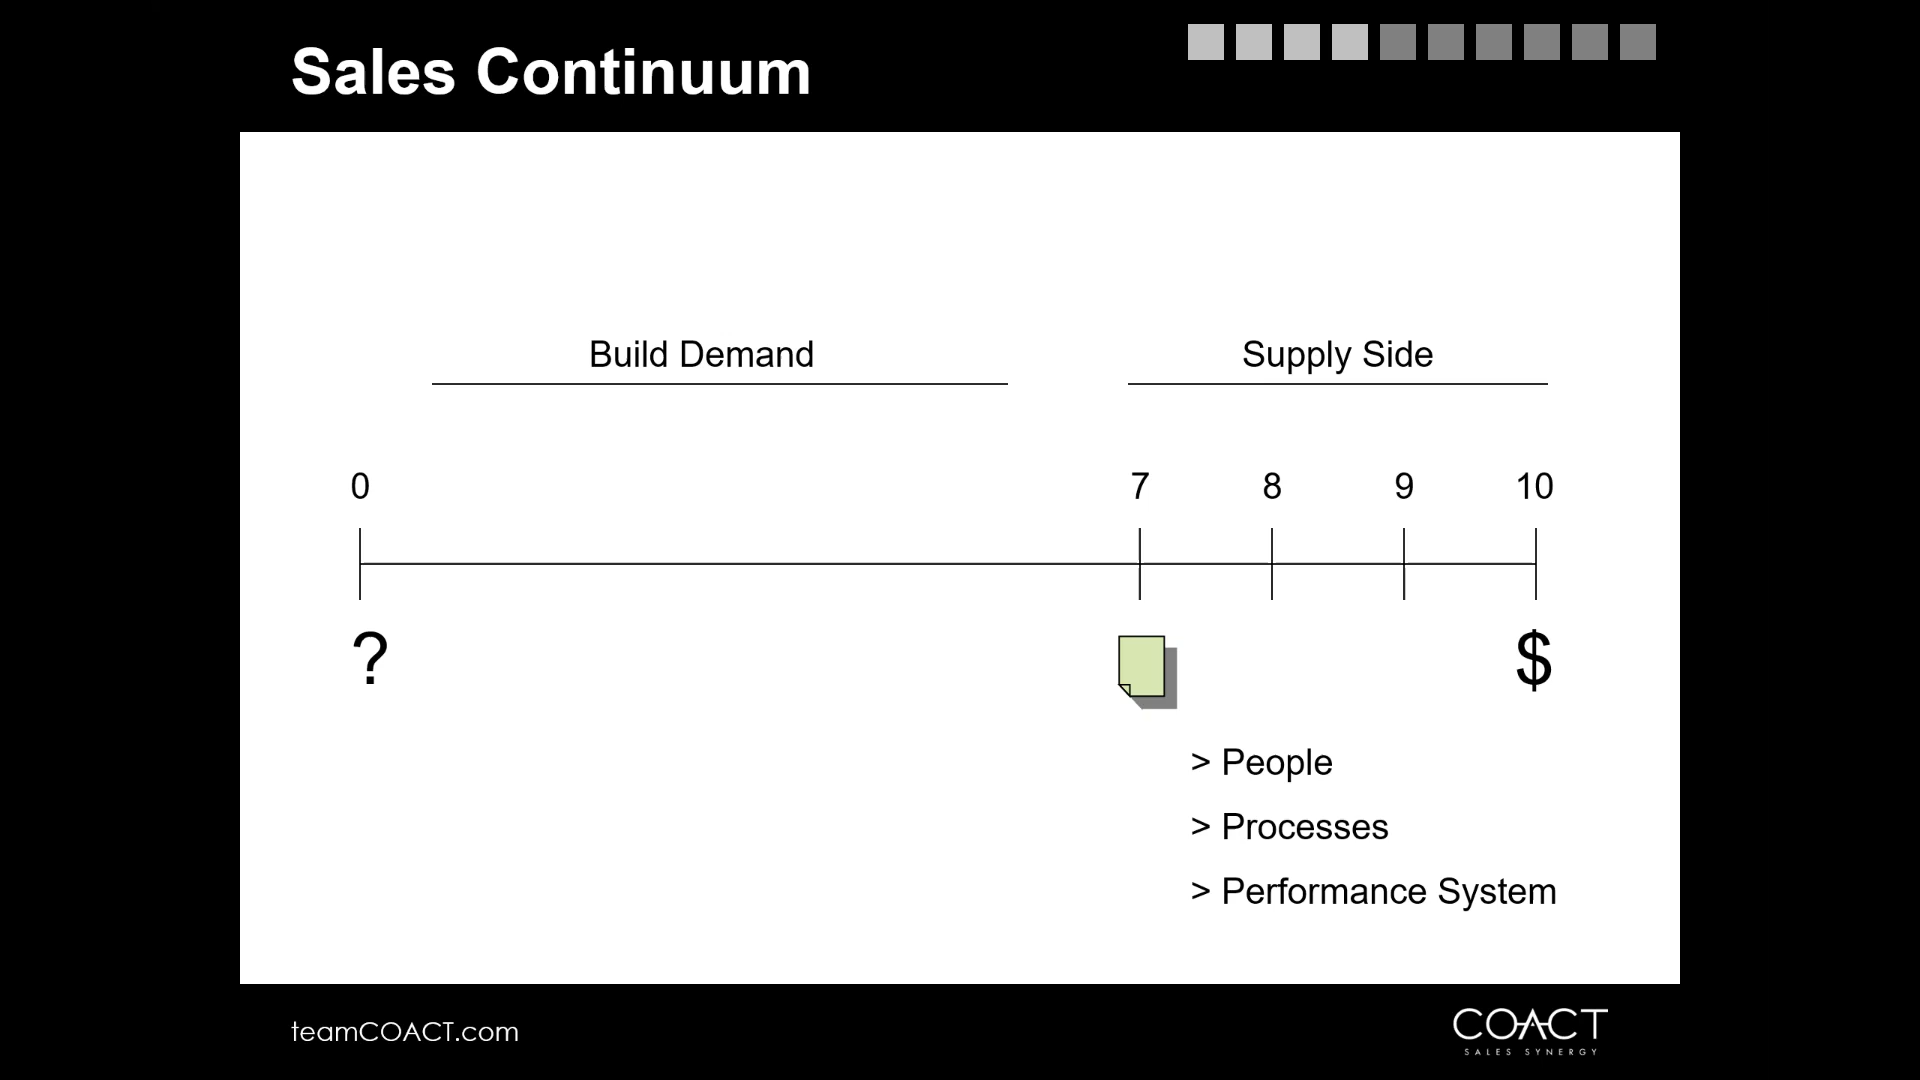 Sales Continuum
Build Demand
Supply Side
0 7 8 9 10
? $
> People
> Processes
> Performance System
teamCOACT.com
COACT
SALES SYNERGY